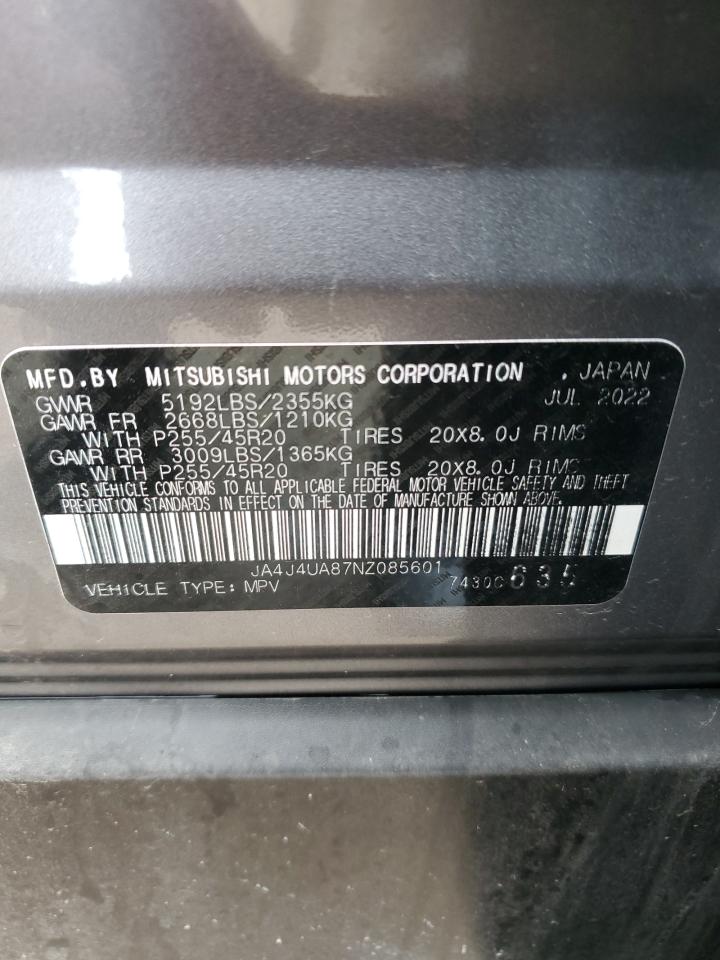 MFD.BY MITSUBISHI MOTORS CORPORATION , JAPAN
GVWR 5192LBS/2355KG JUL 2022
GAWR FR 2668LBS/1210KG
WITH P255/45R20 TIRES 20X8.0J RIMS
GAWR RR 3009LBS/1365KG
WITH P255/45R20 TIRES 20X8.0J RIMS
THIS VEHICLE CONFORMS TO ALL APPLICABLE FEDERAL MOTOR VEHICLE SAFETY AND THEFT
PREVENTION STANDARDS IN EFFECT ON THE DATE OF MANUFACTURE SHOWN ABOVE.
JA4J4UA87NZ085601
VEHICLE TYPE: MPV 7430C635